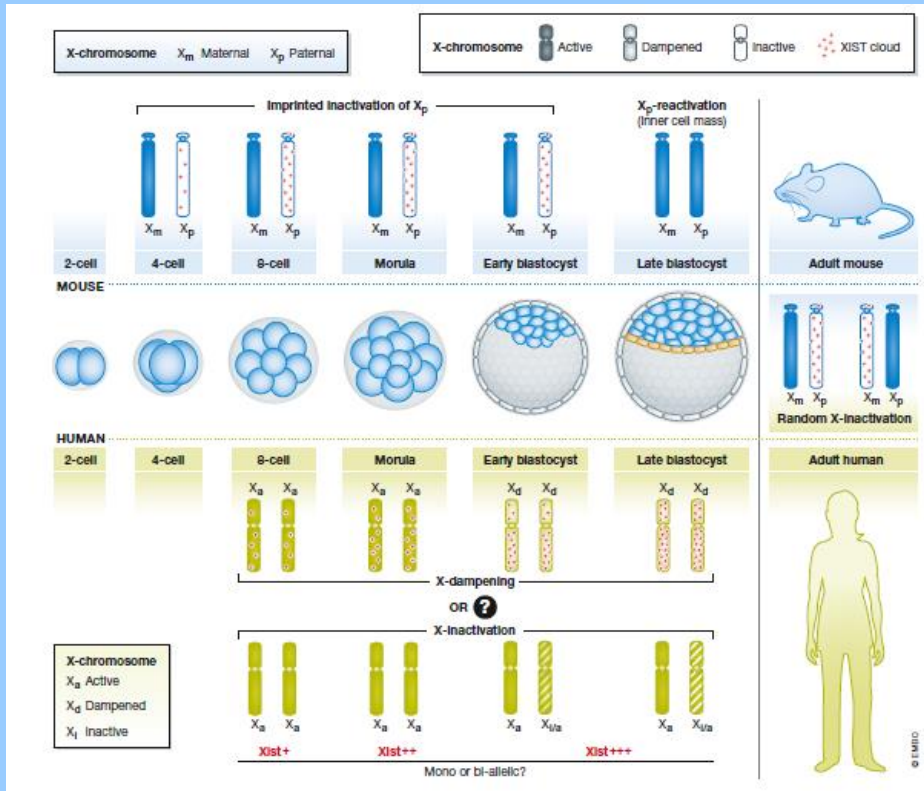 X-chromosome Xm Maternal Xp Paternal
X-chromosome Active Dampened Inactive XIST cloud
Imprinted inactivation of Xp
Xp-reactivation
(inner cell mass)
Xm Xp Xm Xp Xm Xp Xm Xp Xm Xp
2-cell 4-cell 8-cell Morula Early blastocyst Late blastocyst Adult mouse
MOUSE
Xm Xp Xm Xp
Random X-inactivation
HUMAN
2-cell 4-cell 8-cell Morula Early blastocyst Late blastocyst Adult human
Xa Xa Xa Xa Xd Xd Xd Xd
X-dampening
OR ?
X-inactivation
X-chromosome
Xa Active
Xd Dampened
Xi Inactive
Xa Xa Xa Xa Xa Xi/a Xa Xi/a
Xist+ Xist++ Xist+++
Mono or bi-allelic?
© EMBO